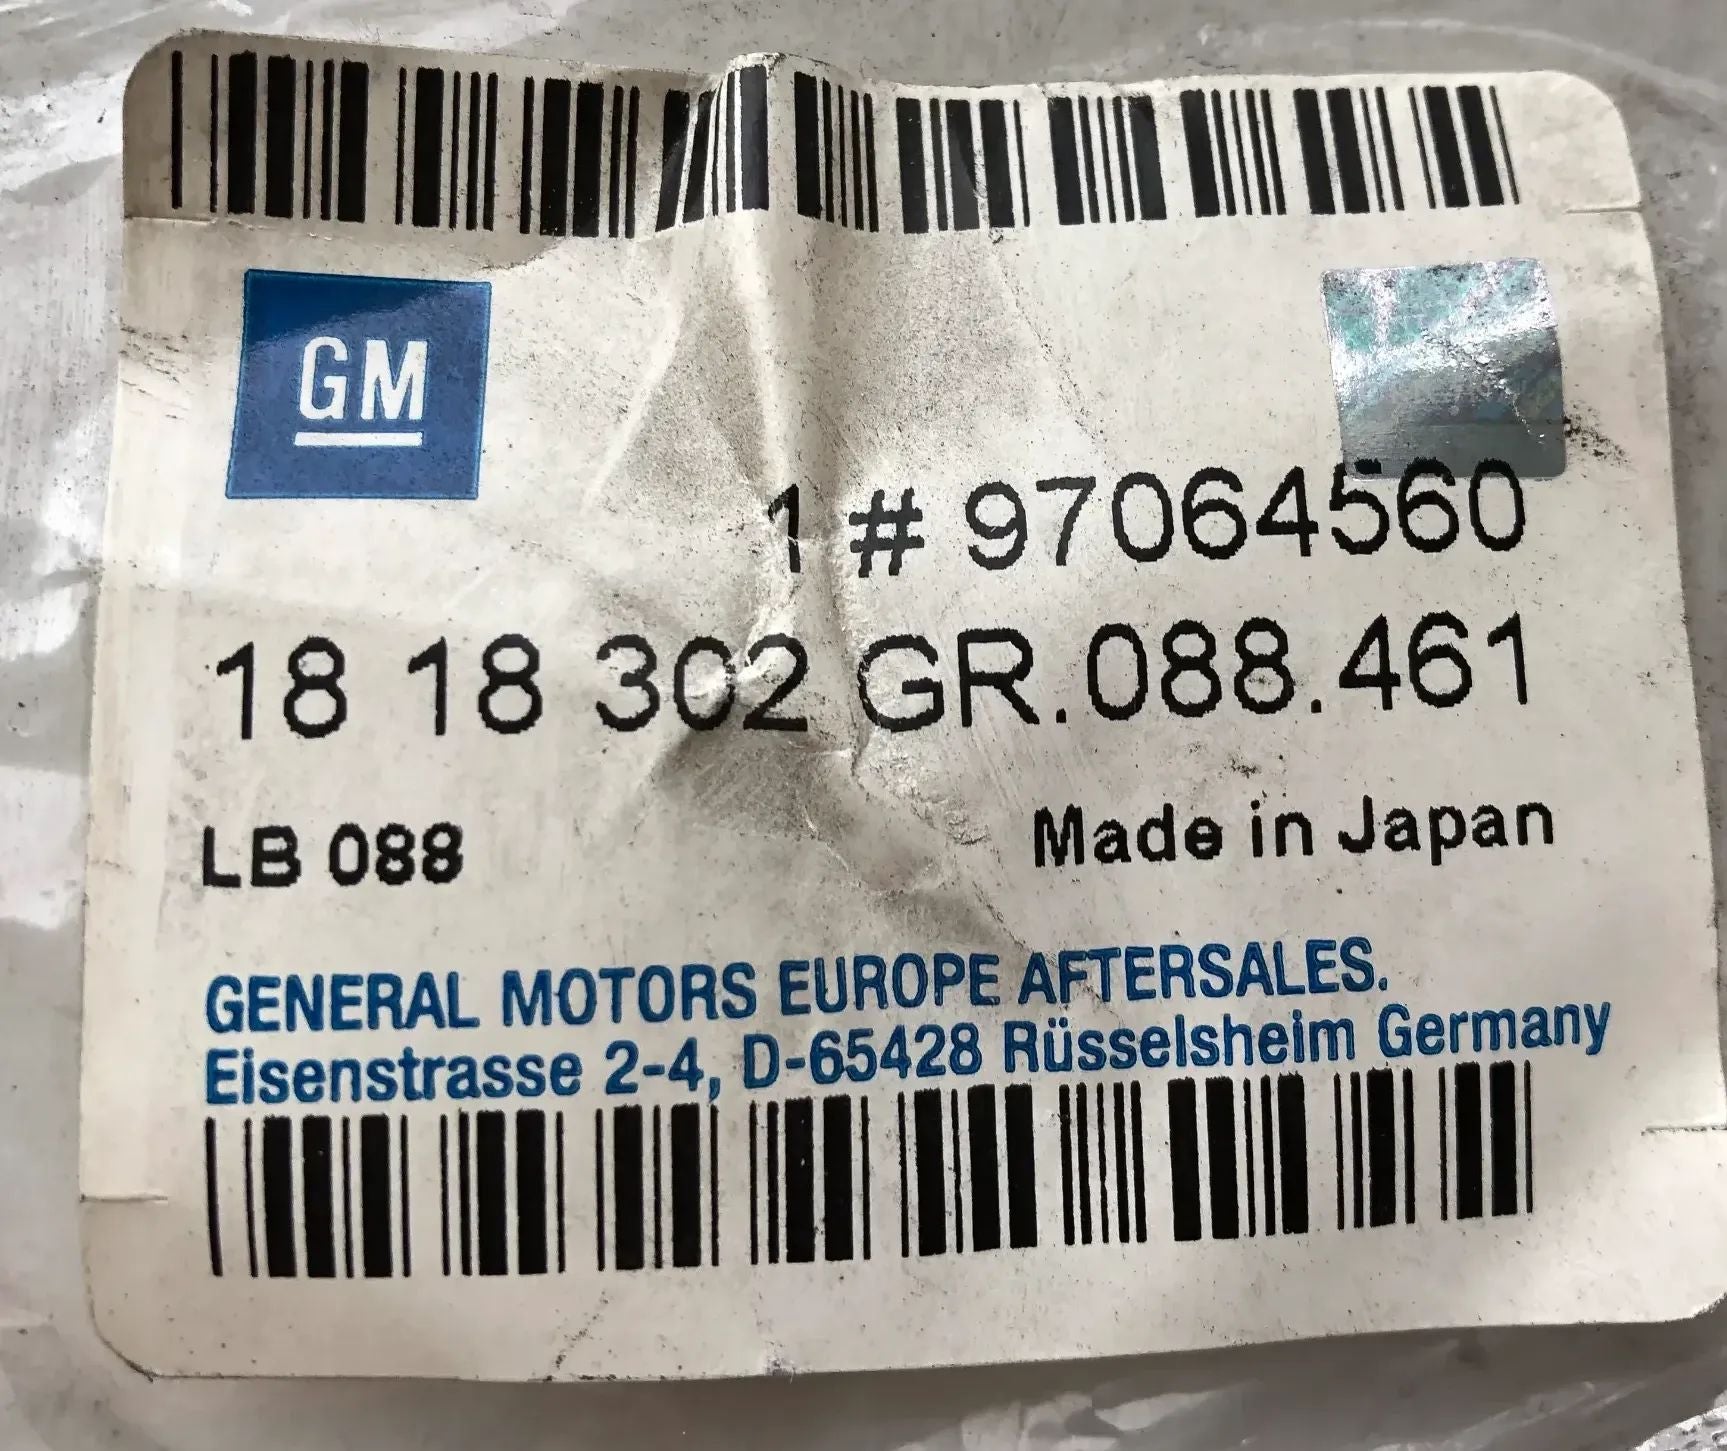 GM
1 # 97064560
18 18 302 GR.088.461
LB 088 Made in Japan
GENERAL MOTORS EUROPE AFTERSALES.
Eisenstrasse 2-4, D-65428 Rüsselsheim Germany